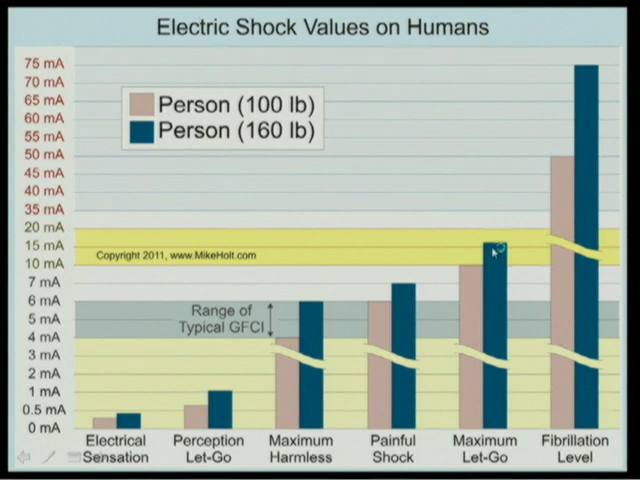 Electric Shock Values on Humans
75 mA
70 mA
65 mA
60 mA
55 mA
50 mA
45 mA
40 mA
35 mA
20 mA
15 mA
10 mA
7 mA
6 mA
5 mA
4 mA
3 mA
2 mA
1 mA
0.5 mA
0 mA
Person (100 lb)
Person (160 lb)
Copyright 2011, www.MikeHolt.com
Range of
Typical GFCI
Electrical
Sensation
Perception
Let-Go
Maximum
Harmless
Painful
Shock
Maximum
Let-Go
Fibrillation
Level